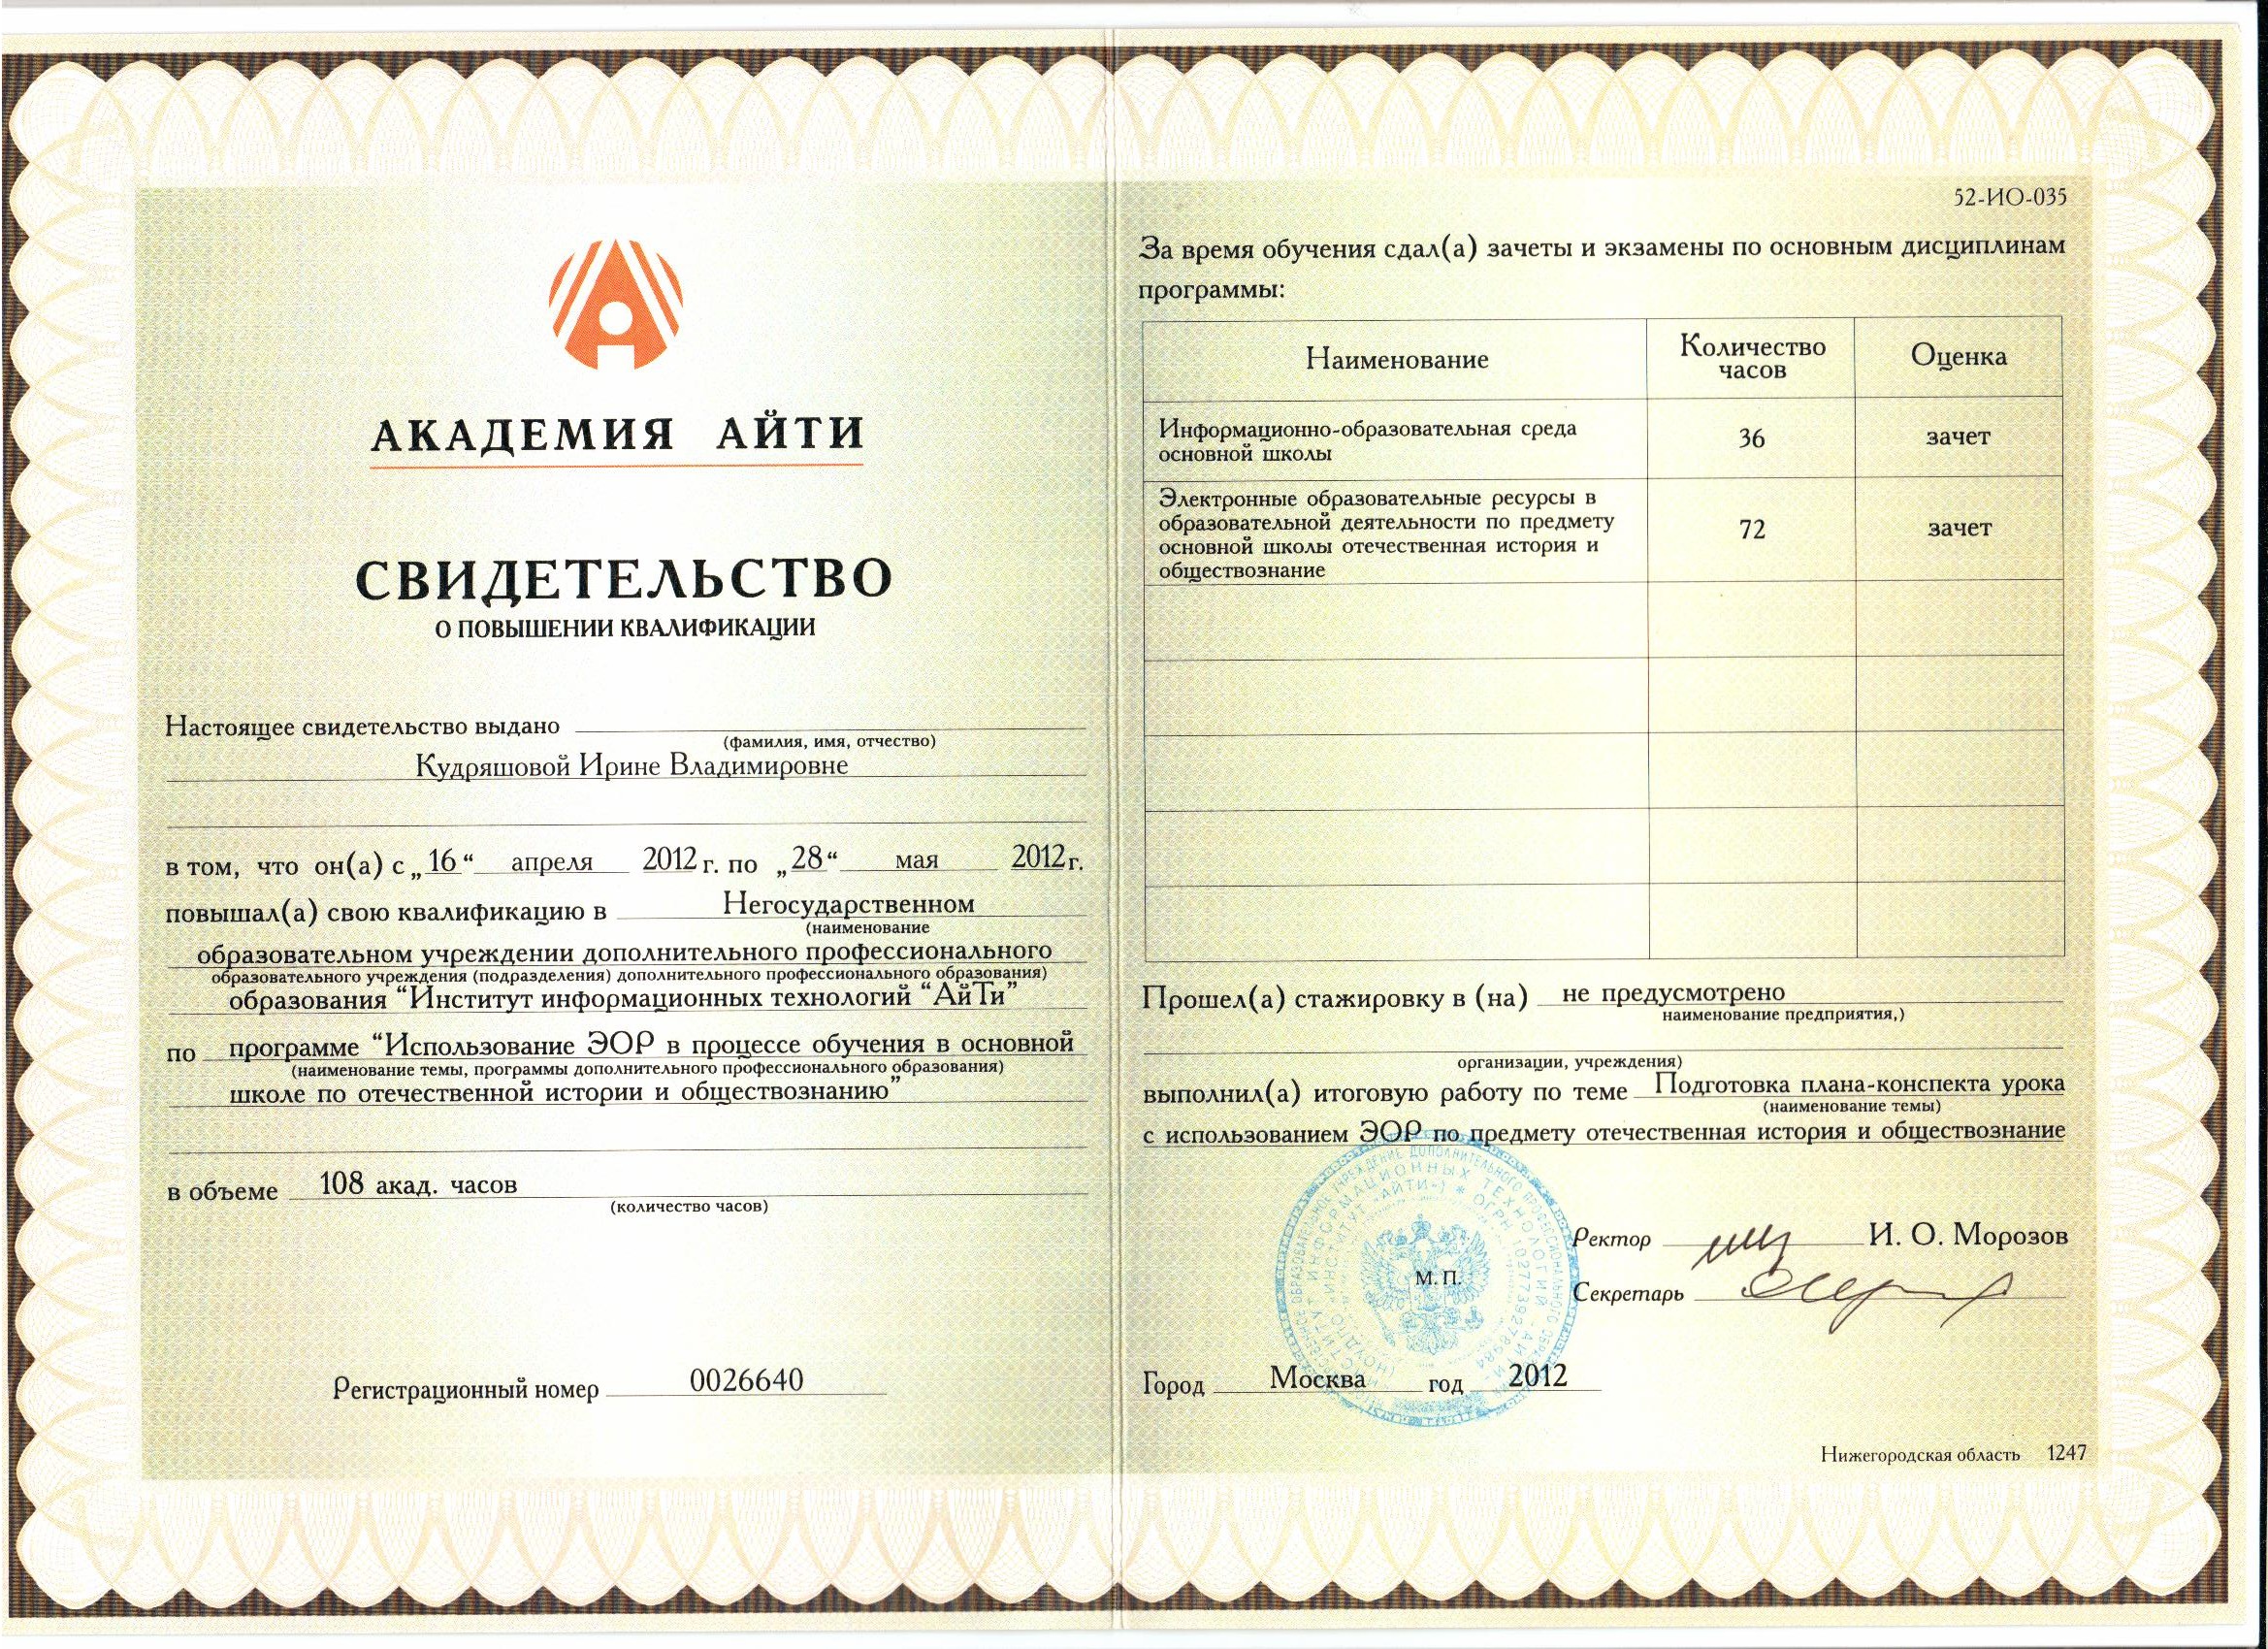 АКАДЕМИЯ АЙТИ
СВИДЕТЕЛЬСТВО
О ПОВЫШЕНИИ КВАЛИФИКАЦИИ
Настоящее свидетельство выдано
(фамилия, имя, отчество)
Кудряшовой Ирине Владимировне
в том, что он(а) с „16“ апреля 2012 г. по „28“ мая 2012 г.
повышал(а) свою квалификацию в Негосударственном
(наименование
образовательном учреждении дополнительного профессионального
образовательного учреждения (подразделения) дополнительного профессионального образования)
образования “Институт информационных технологий “АйТи”
по программе “Использование ЭОР в процессе обучения в основной
(наименование темы, программы дополнительного профессионального образования)
школе по отечественной истории и обществознанию”
в объеме 108 акад. часов
(количество часов)
Регистрационный номер 0026640
52-ИО-035
За время обучения сдал(а) зачеты и экзамены по основным дисциплинам
программы:
Наименование Количество часов Оценка
Информационно-образовательная среда
основной школы 36 зачет
Электронные образовательные ресурсы в
образовательной деятельности по предмету
основной школы отечественная история и
обществознание 72 зачет
Прошел(а) стажировку в (на) не предусмотрено
наименование предприятия,)
организации, учреждения)
выполнил(а) итоговую работу по теме Подготовка плана-конспекта урока
(наименование темы)
с использованием ЭОР по предмету отечественная история и обществознание
Ректор И. О. Морозов
М. П.
Секретарь
Город Москва год 2012
Нижегородская область 1247